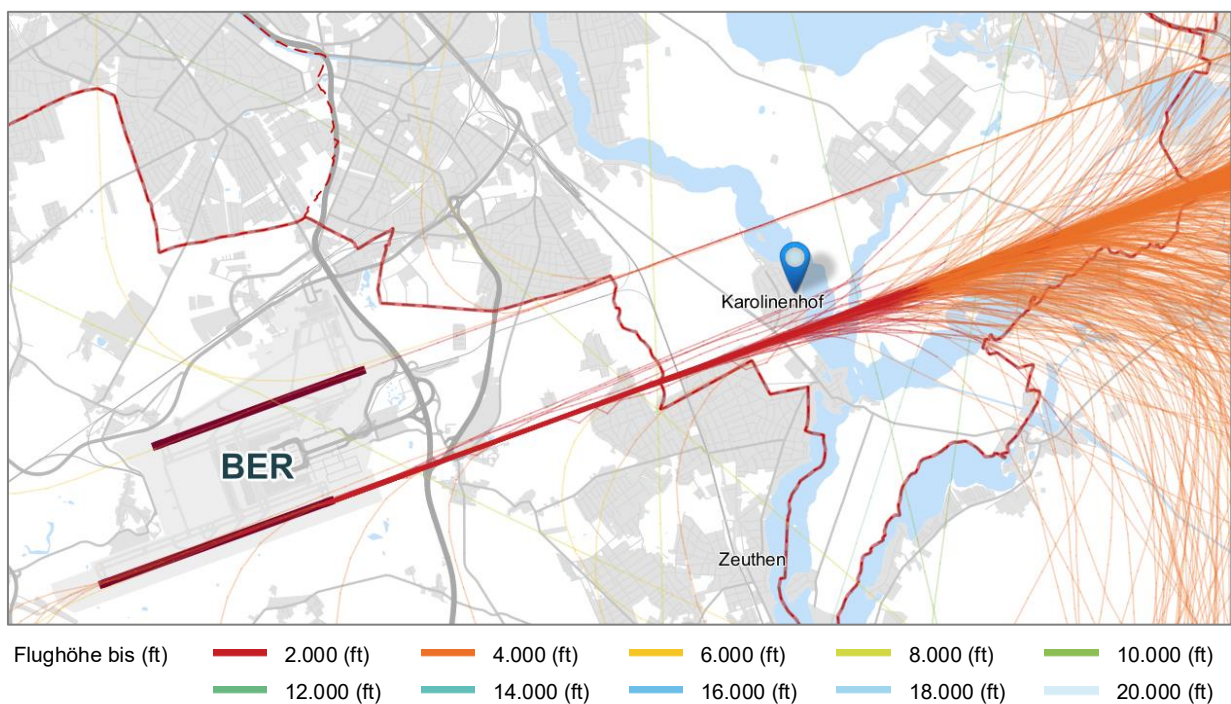 Karolinenhof
BER
Zeuthen
Flughöhe bis (ft)
2.000 (ft)
4.000 (ft)
6.000 (ft)
8.000 (ft)
10.000 (ft)
12.000 (ft)
14.000 (ft)
16.000 (ft)
18.000 (ft)
20.000 (ft)